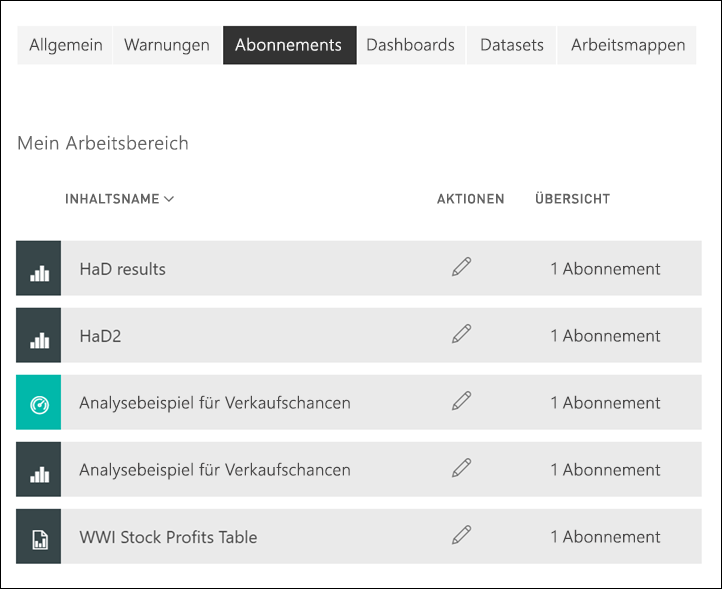 Allgemein Warnungen Abonnements Dashboards Datasets Arbeitsmappen
Mein Arbeitsbereich
INHALTSNAME AKTIONEN ÜBERSICHT
HaD results 1 Abonnement
HaD2 1 Abonnement
Analysebeispiel für Verkaufschancen 1 Abonnement
Analysebeispiel für Verkaufschancen 1 Abonnement
WWI Stock Profits Table 1 Abonnement